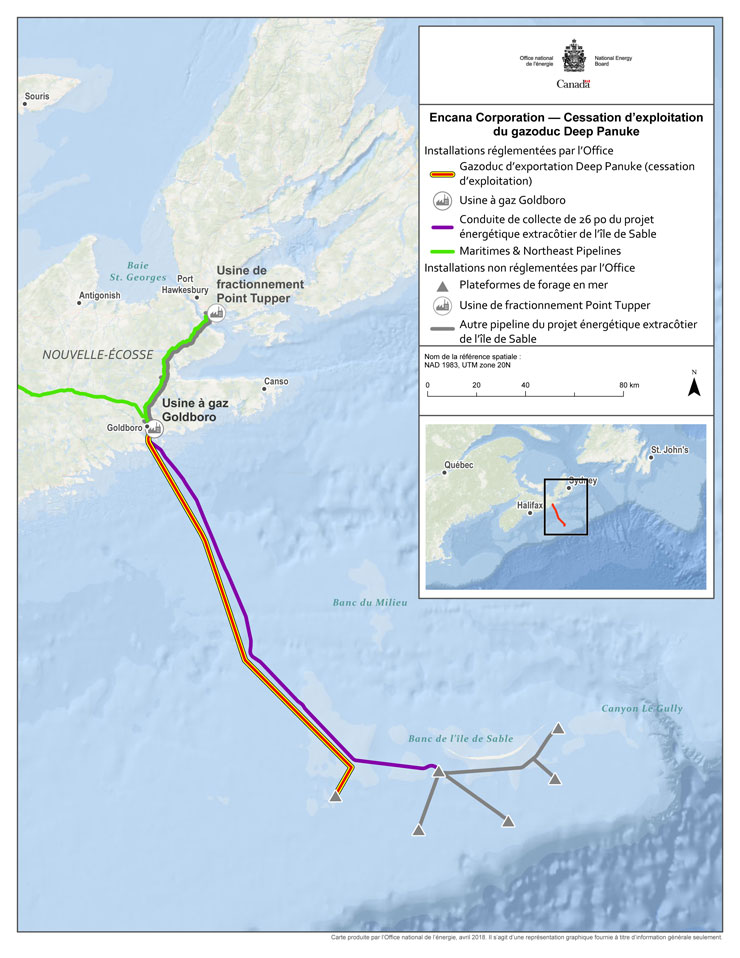 Office national
de l'énergie
National Energy
Board
Canada
Encana Corporation — Cessation d'exploitation
du gazoduc Deep Panuke
Installations réglementées par l'Office
Gazoduc d'exportation Deep Panuke (cessation
d'exploitation)
Usine à gaz Goldboro
Conduite de collecte de 26 po du projet
énergétique extracôtier de l'île de Sable
Maritimes & Northeast Pipelines
Installations non réglementées par l'Office
Plateformes de forage en mer
Usine de fractionnement Point Tupper
Autre pipeline du projet énergétique extracôtier
de l'île de Sable
Nom de la référence spatiale :
NAD 1983, UTM zone 20N
0 20 40 80 km
N
Québec
St. John's
Sydney
Halifax
Souris
Baie
St. Georges
Port
Hawkesbury
Usine de
fractionnement
Point Tupper
Antigonish
NOUVELLE-ÉCOSSE
Canso
Usine à gaz
Goldboro
Goldboro
Banc du Milieu
Canyon Le Gully
Banc de l'île de Sable
Carte produite par l'Office national de l'énergie, avril 2018. Il s'agit d'une représentation graphique fournie à titre d'information générale seulement.